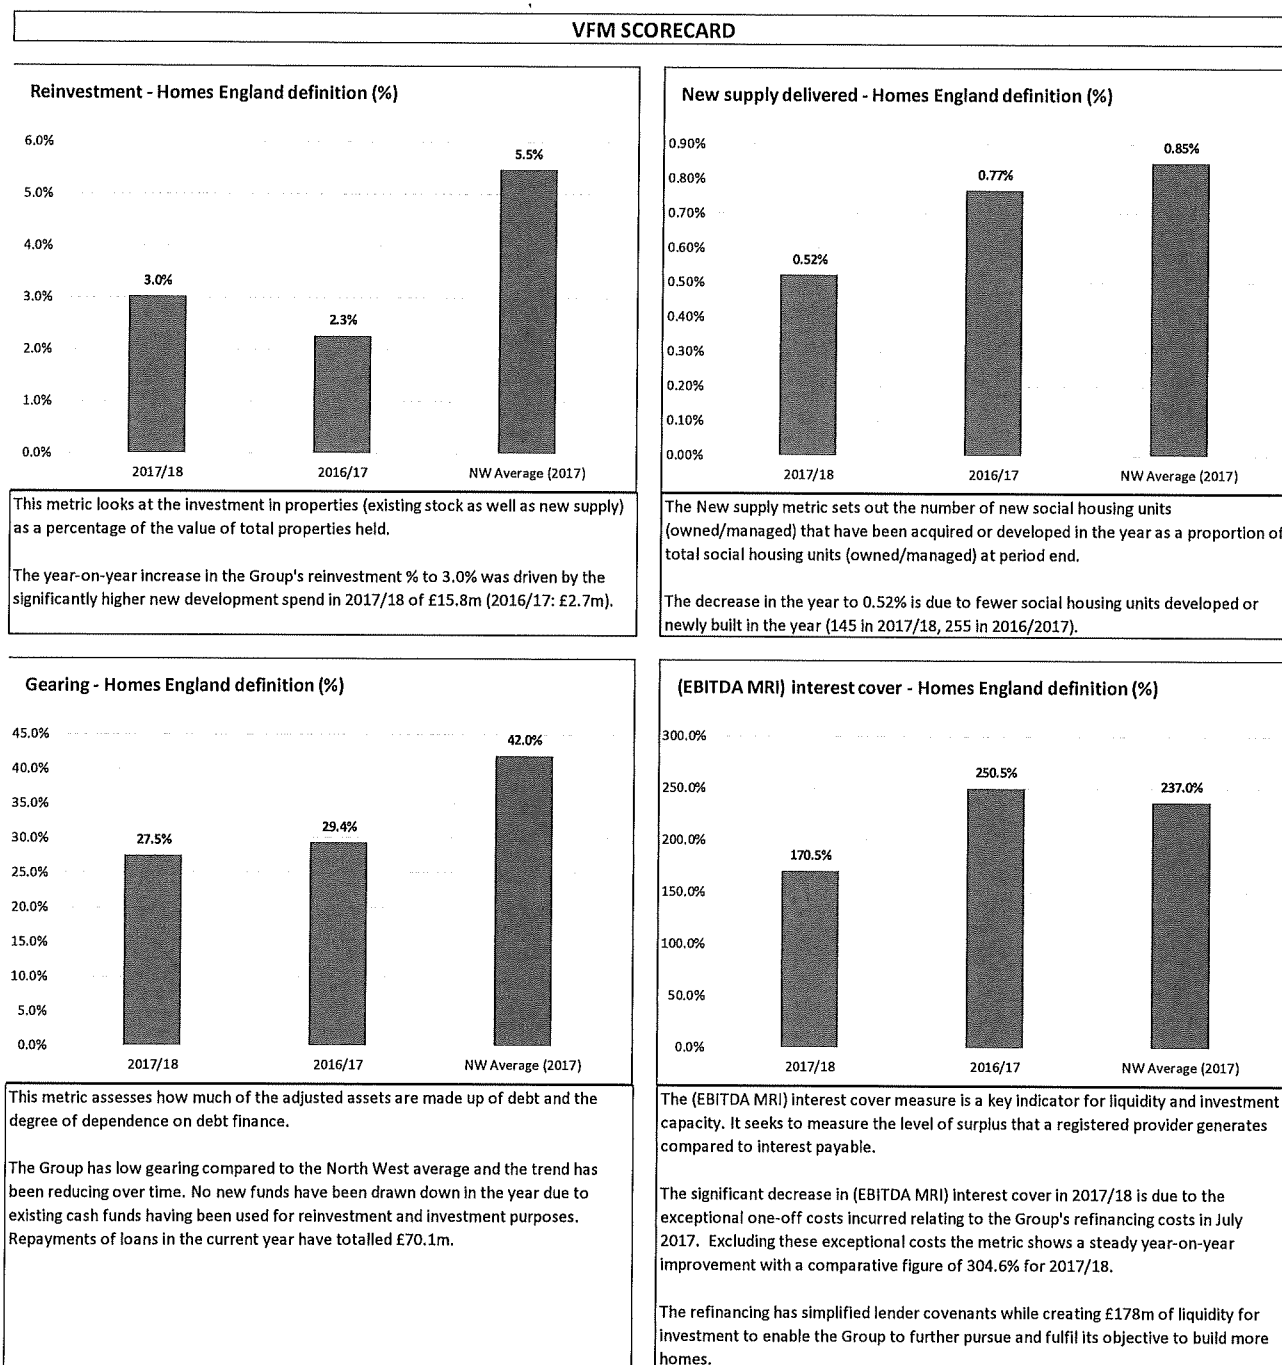 VFM SCORECARD
Reinvestment - Homes England definition (%)
6.0%
5.0%
4.0%
3.0%
2.0%
1.0%
0.0%
3.0%
2.3%
5.5%
2017/18
2016/17
NW Average (2017)
This metric looks at the investment in properties (existing stock as well as new supply)
as a percentage of the value of total properties held.
The year-on-year increase in the Group's reinvestment % to 3.0% was driven by the
significantly higher new development spend in 2017/18 of £15.8m (2016/17: £2.7m).
New supply delivered - Homes England definition (%)
0.90%
0.80%
0.70%
0.60%
0.50%
0.40%
0.30%
0.20%
0.10%
0.00%
0.52%
0.77%
0.85%
2017/18
2016/17
NW Average (2017)
The New supply metric sets out the number of new social housing units
(owned/managed) that have been acquired or developed in the year as a proportion of
total social housing units (owned/managed) at period end.
The decrease in the year to 0.52% is due to fewer social housing units developed or
newly built in the year (145 in 2017/18, 255 in 2016/2017).
Gearing - Homes England definition (%)
45.0%
40.0%
35.0%
30.0%
25.0%
20.0%
15.0%
10.0%
5.0%
0.0%
27.5%
29.4%
42.0%
2017/18
2016/17
NW Average (2017)
This metric assesses how much of the adjusted assets are made up of debt and the
degree of dependence on debt finance.
The Group has low gearing compared to the North West average and the trend has
been reducing over time. No new funds have been drawn down in the year due to
existing cash funds having been used for reinvestment and investment purposes.
Repayments of loans in the current year have totalled £70.1m.
(EBITDA MRI) interest cover - Homes England definition (%)
300.0%
250.0%
200.0%
150.0%
100.0%
50.0%
0.0%
170.5%
250.5%
237.0%
2017/18
2016/17
NW Average (2017)
The (EBITDA MRI) interest cover measure is a key indicator for liquidity and investment
capacity. It seeks to measure the level of surplus that a registered provider generates
compared to interest payable.
The significant decrease in (EBITDA MRI) interest cover in 2017/18 is due to the
exceptional one-off costs incurred relating to the Group's refinancing costs in July
2017. Excluding these exceptional costs the metric shows a steady year-on-year
improvement with a comparative figure of 304.6% for 2017/18.
The refinancing has simplified lender covenants while creating £178m of liquidity for
investment to enable the Group to further pursue and fulfil its objective to build more
homes.